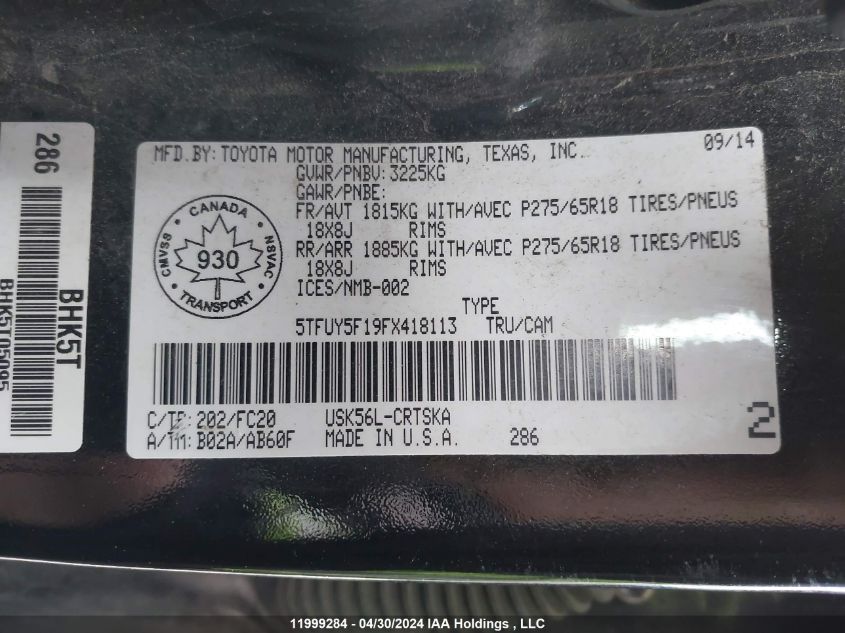 286
BHK5T
BHK5T05095
MFD.BY:TOYOTA MOTOR MANUFACTURING, TEXAS, INC. 09/14
GVWR/PNBV:3225KG
GAWR/PNBE:
FR/AVT 1815KG WITH/AVEC P275/65R18 TIRES/PNEUS
18X8J RIMS
RR/ARR 1885KG WITH/AVEC P275/65R18 TIRES/PNEUS
18X8J RIMS
ICES/NMB-002
CANADA
CMVSS 930 NSVAC
TRANSPORT
TYPE
5TFUY5F19FX418113 TRU/CAM
C/TR:202/FC20 USK56L-CRTSKA
A/TM:B02A/AB60F MADE IN U.S.A. 286
2
11999284 - 04/30/2024 IAA Holdings , LLC